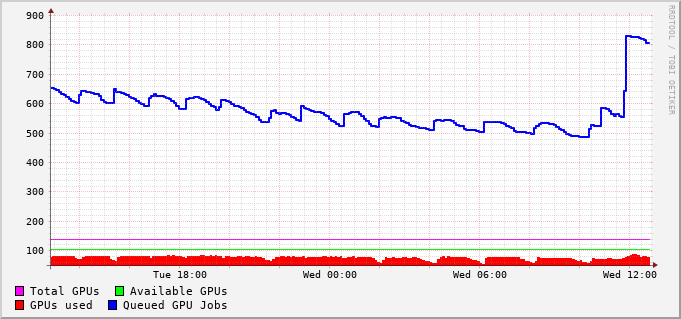 900
800
700
600
500
400
300
200
100
Tue 18:00 Wed 00:00 Wed 06:00 Wed 12:00
Total GPUs Available GPUs
GPUs used Queued GPU Jobs
RRDTOOL / TOBI OETIKER